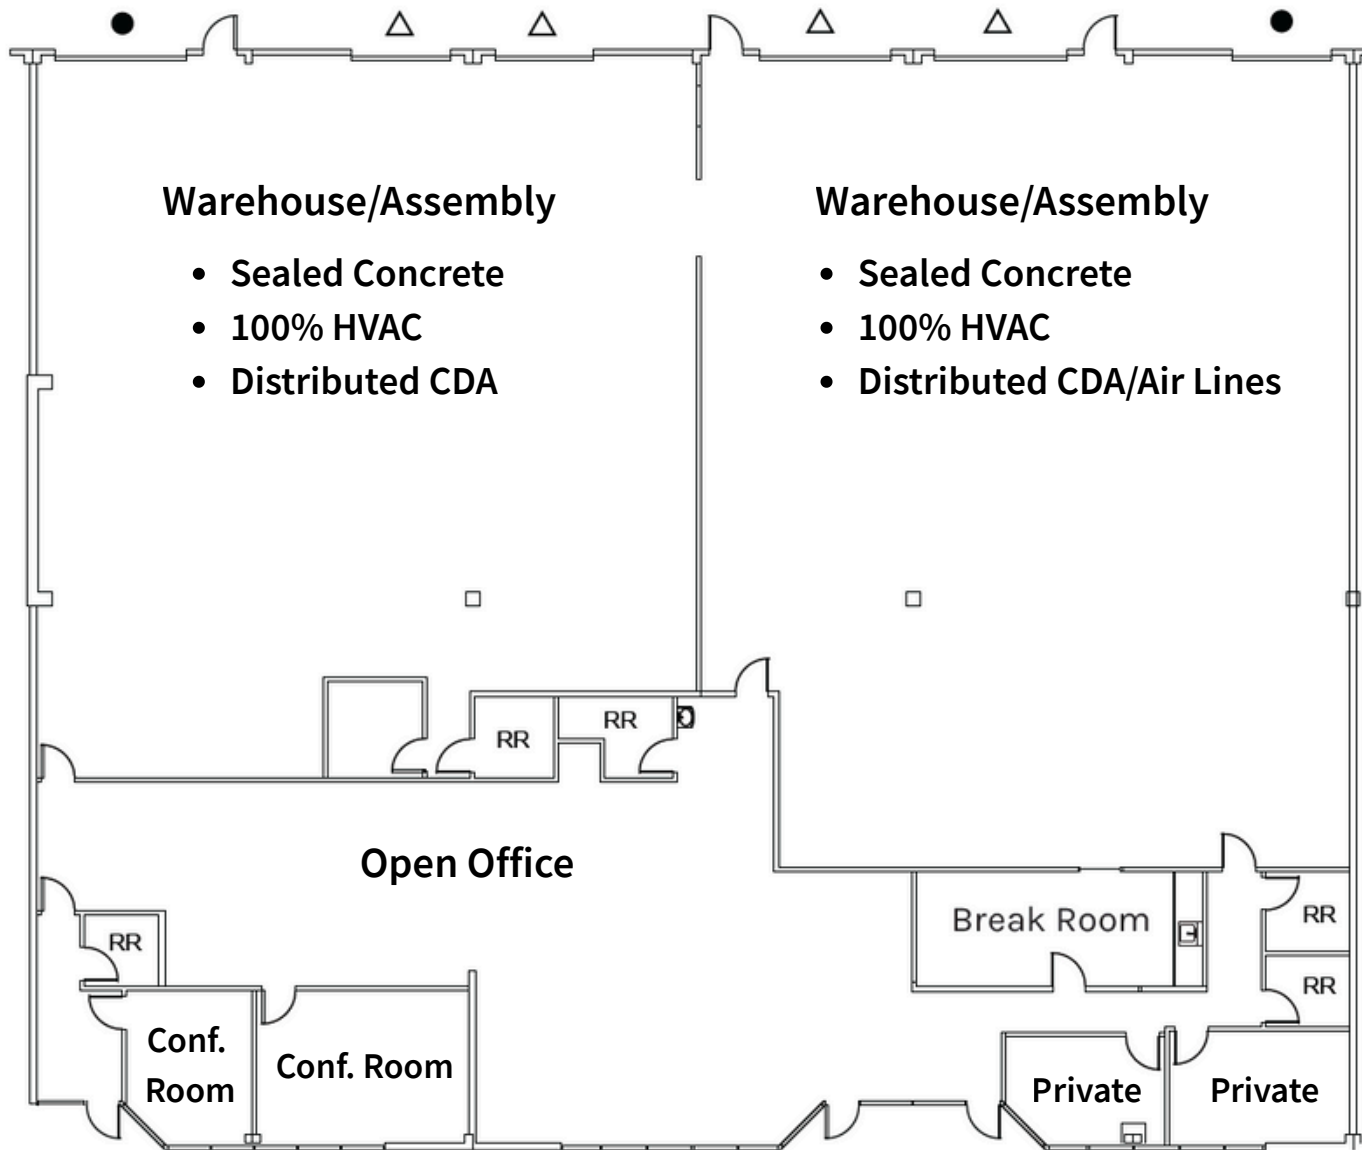 Warehouse/Assembly
• Sealed Concrete
• 100% HVAC
• Distributed CDA
Warehouse/Assembly
• Sealed Concrete
• 100% HVAC
• Distributed CDA/Air Lines
RR
RR
Open Office
Break Room
RR
RR
RR
Conf.
Room
Conf. Room
Private
Private